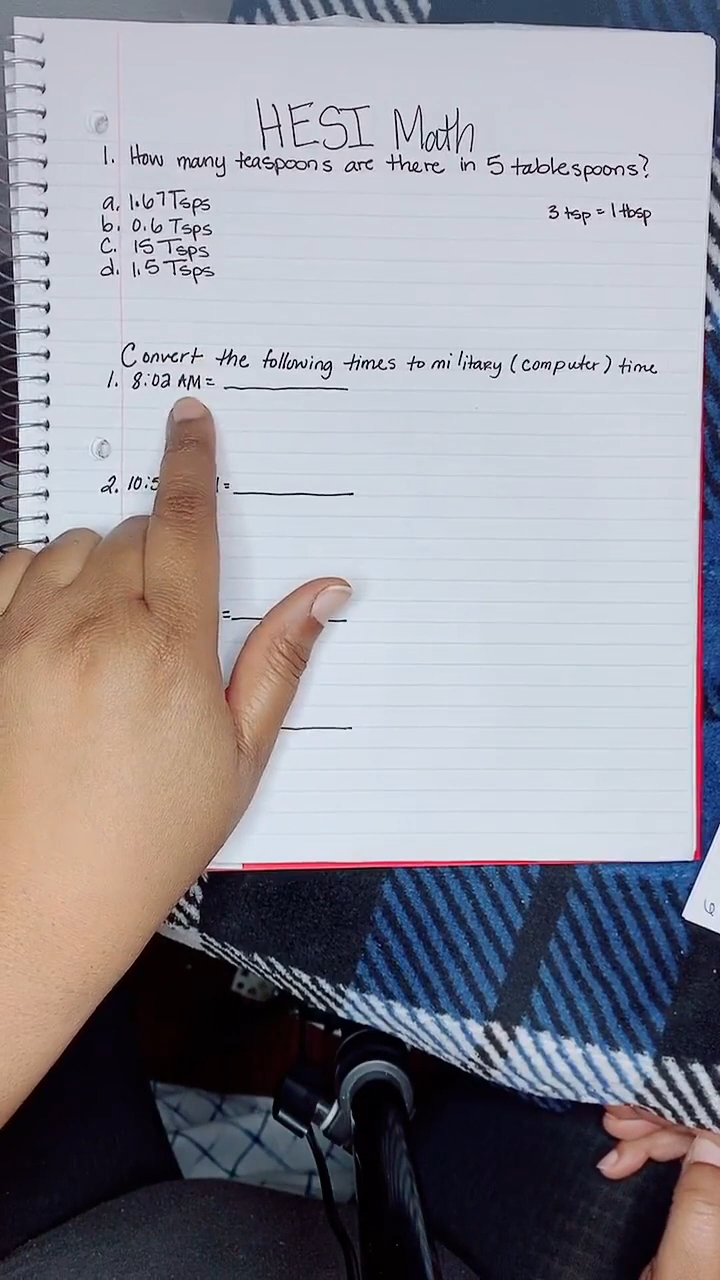 HESI Math
1. How many teaspoons are there in 5 tablespoons?
a. 1.67 Tsps
3 tsp = 1 tbsp
b. 0.6 Tsps
c. 15 Tsps
d. 1.5 Tsps
Convert the following times to military (computer) time
1. 8:02 AM =
2. 10:5 =
=